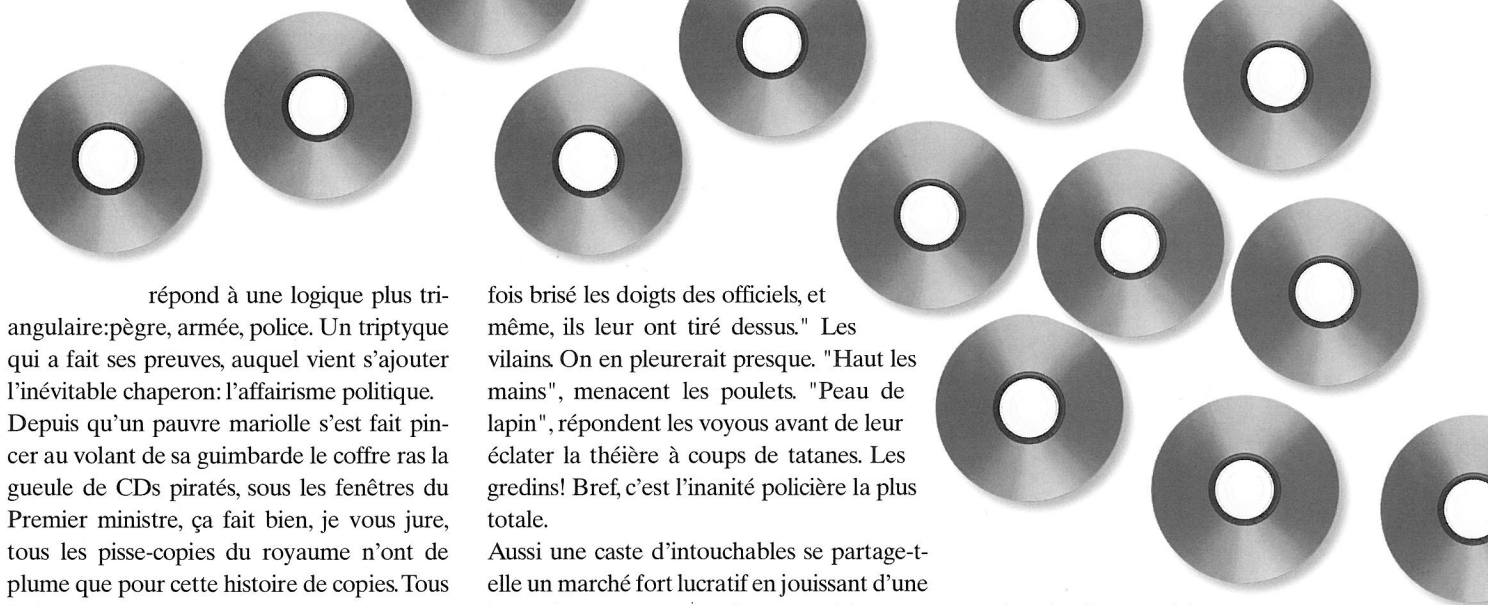 répond à une logique plus tri-
angulaire:pègre, armée, police. Un triptyque
qui a fait ses preuves, auquel vient s'ajouter
l'inévitable chaperon: l'affairisme politique.
Depuis qu'un pauvre mariolle s'est fait pin-
cer au volant de sa guimbarde le coffre ras la
gueule de CDs piratés, sous les fenêtres du
Premier ministre, ça fait bien, je vous jure,
tous les pisse-copies du royaume n'ont de
plume que pour cette histoire de copies. Tous
fois brisé les doigts des officiels, et
même, ils leur ont tiré dessus." Les
vilains. On en pleurerait presque. "Haut les
mains", menacent les poulets. "Peau de
lapin", répondent les voyous avant de leur
éclater la théière à coups de tatanes. Les
gredins! Bref, c'est l'inanité policière la plus
totale.
Aussi une caste d'intouchables se partage-t-
elle un marché fort lucratif en jouissant d'une